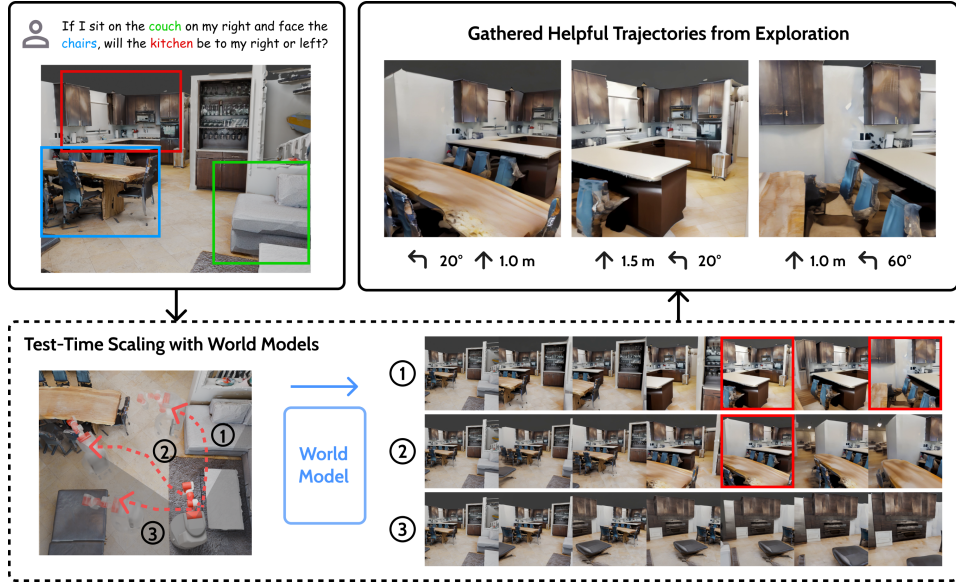 If I sit on the couch on my right and face the
chairs, will the kitchen be to my right or left?
Gathered Helpful Trajectories from Exploration
20° 1.0 m
1.5 m 20°
1.0 m 60°
Test-Time Scaling with World Models
1
2
3
World
Model
1
2
3